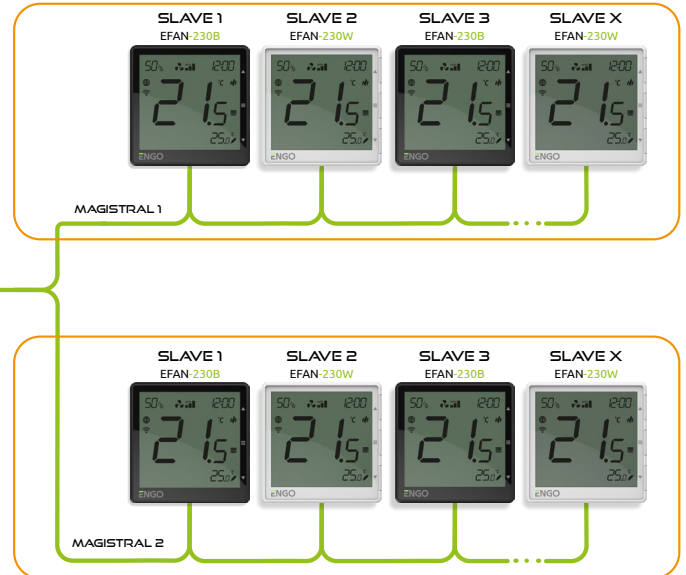 SLAVE 1 SLAVE 2 SLAVE 3 SLAVE X
EFAN-230B EFAN-230W EFAN-230B EFAN-230W
50% 12:00 50% 12:00 50% 12:00 50% 12:00
°C °C °C °C
21.5 21.5 21.5 21.5
25.0°C 25.0°C 25.0°C 25.0°C
ENGO ENGO ENGO ENGO
MAGISTRAL 1
SLAVE 1 SLAVE 2 SLAVE 3 SLAVE X
EFAN-230B EFAN-230W EFAN-230B EFAN-230W
50% 12:00 50% 12:00 50% 12:00 50% 12:00
°C °C °C °C
21.5 21.5 21.5 21.5
25.0°C 25.0°C 25.0°C 25.0°C
ENGO ENGO ENGO ENGO
MAGISTRAL 2